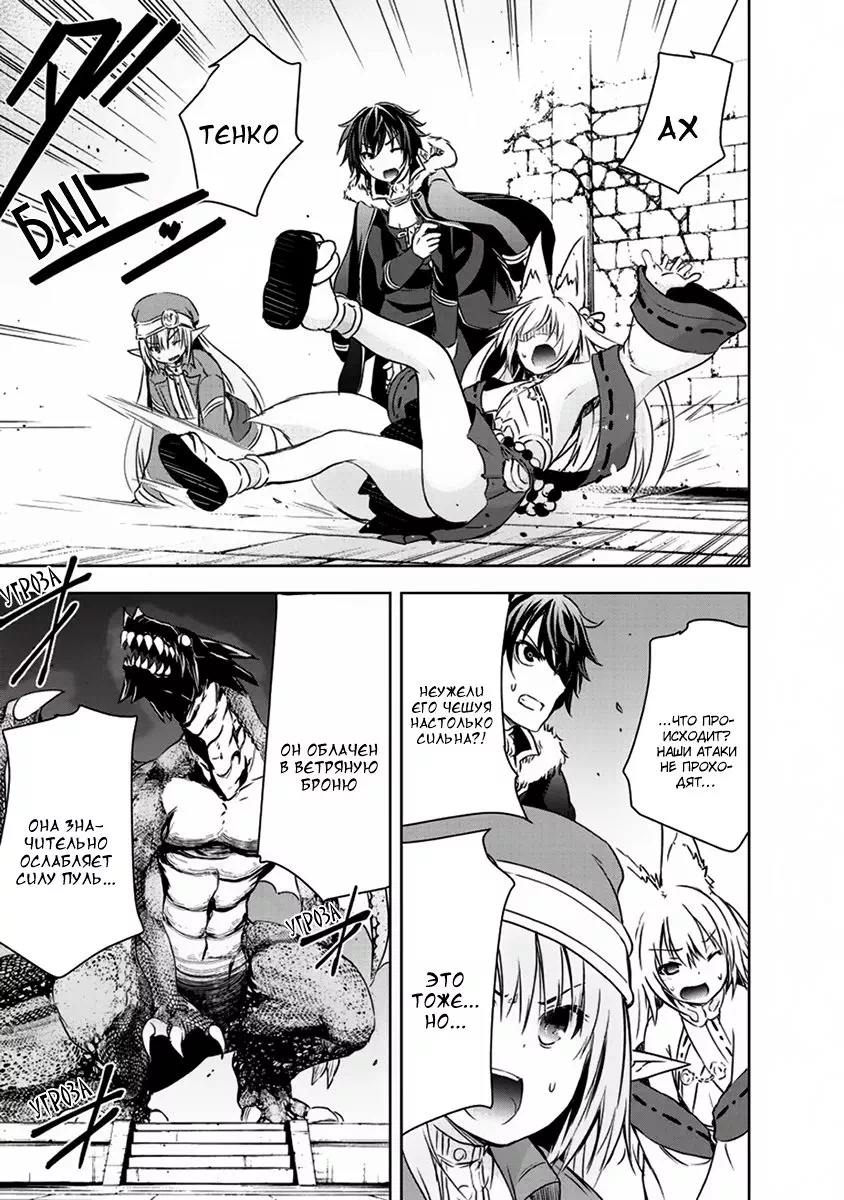 АХ
ТЕНКО
БАЦ
...ЧТО ПРО-
ИСХОДИТ?
НАШИ АТАКИ
НЕ ПРОХО-
ДЯТ...
НЕУЖЕЛИ
ЕГО ЧЕШУЯ
НАСТОЛЬКО
СИЛЬНА?!
ЭТО
ТОЖЕ...
НО...
ОН ОБЛАЧЕН
В ВЕТРЯНУЮ
БРОНЮ
ОНА ЗНА-
ЧИТЕЛЬНО
ОСЛАБЛЯЕТ
СИЛУ ПУЛЬ...
УГРОЗА
УГРОЗА
УГРОЗА